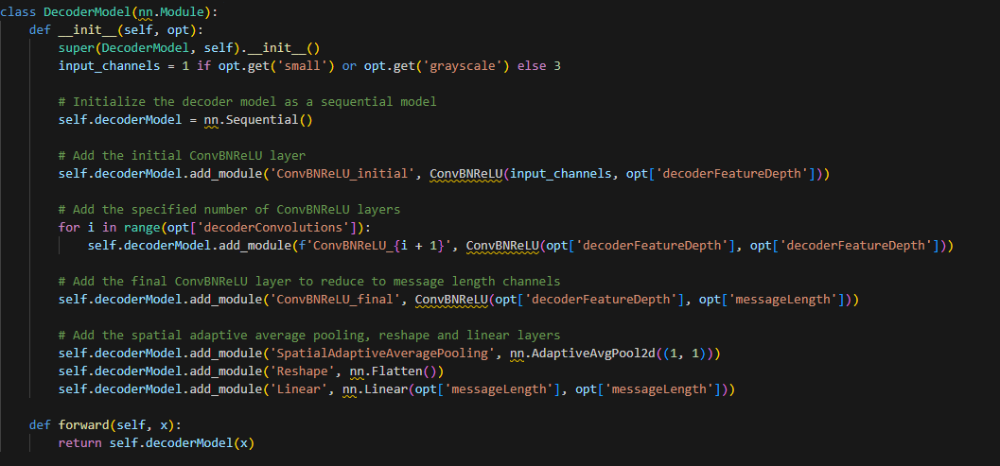 class DecoderModel(nn.Module):
    def __init__(self, opt):
        super(DecoderModel, self).__init__()
        input_channels = 1 if opt.get('small') or opt.get('grayscale') else 3

        # Initialize the decoder model as a sequential model
        self.decoderModel = nn.Sequential()

        # Add the initial ConvBNReLU layer
        self.decoderModel.add_module('ConvBNReLU_initial', ConvBNReLU(input_channels, opt['decoderFeatureDepth']))

        # Add the specified number of ConvBNReLU layers
        for i in range(opt['decoderConvolutions']):
            self.decoderModel.add_module(f'ConvBNReLU_{i + 1}', ConvBNReLU(opt['decoderFeatureDepth'], opt['decoderFeatureDepth']))

        # Add the final ConvBNReLU layer to reduce to message length channels
        self.decoderModel.add_module('ConvBNReLU_final', ConvBNReLU(opt['decoderFeatureDepth'], opt['messageLength']))

        # Add the spatial adaptive average pooling, reshape and linear layers
        self.decoderModel.add_module('SpatialAdaptiveAveragePooling', nn.AdaptiveAvgPool2d((1, 1)))
        self.decoderModel.add_module('Reshape', nn.Flatten())
        self.decoderModel.add_module('Linear', nn.Linear(opt['messageLength'], opt['messageLength']))

    def forward(self, x):
        return self.decoderModel(x)